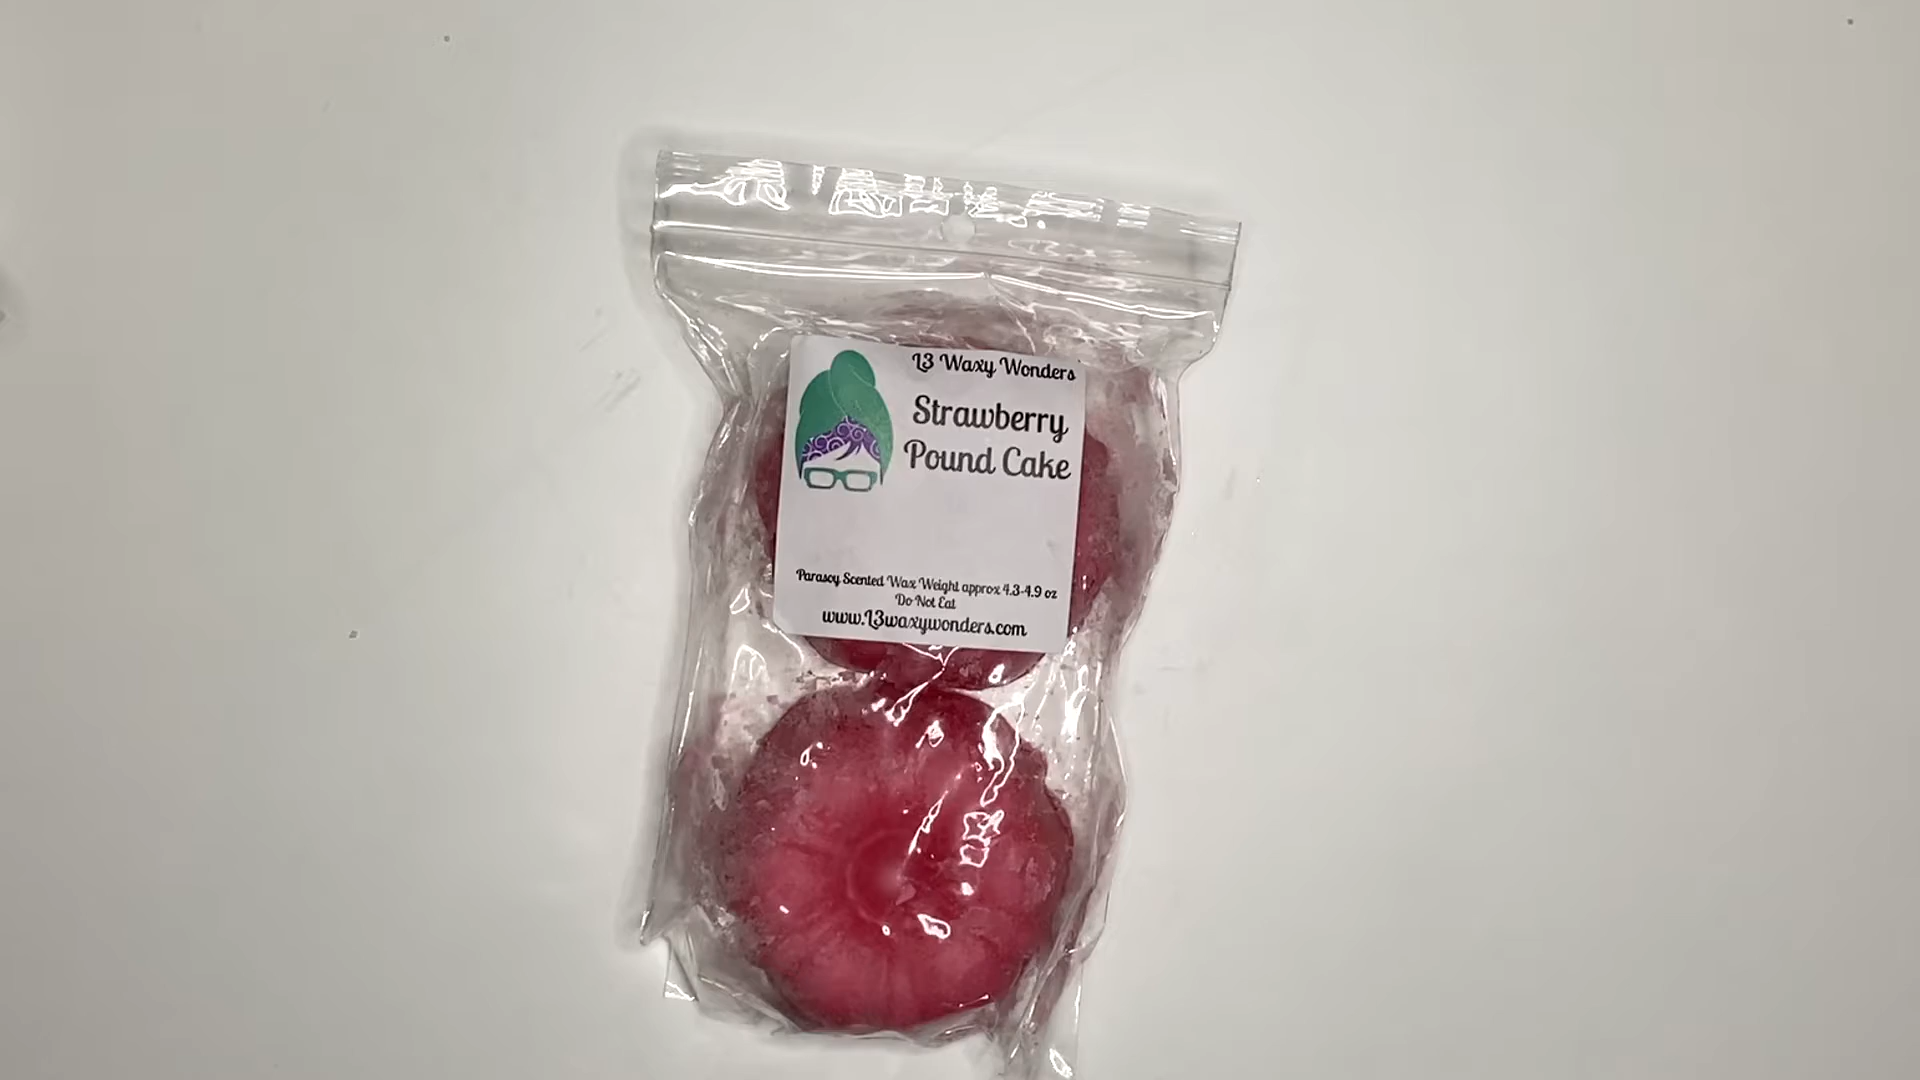 L3 Waxy Wonders
Strawberry
Pound Cake
Parasoy Scented Wax Weight approx 4.3-4.9 oz
Do Not Eat
www.L3waxywonders.com